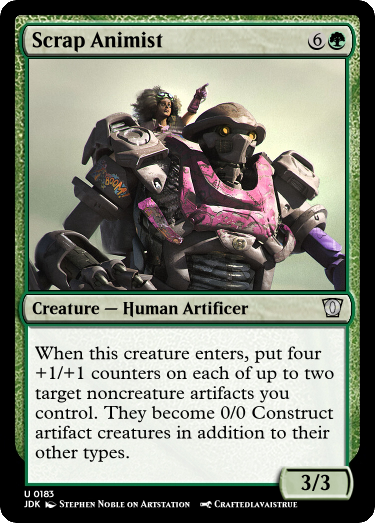 Scrap Animist 6
BOOM
Creature — Human Artificer
When this creature enters, put four
+1/+1 counters on each of up to two
target noncreature artifacts you
control. They become 0/0 Construct
artifact creatures in addition to their
other types.
3/3
U 0183
JDK Stephen Noble on Artstation Craftedlavaistrue